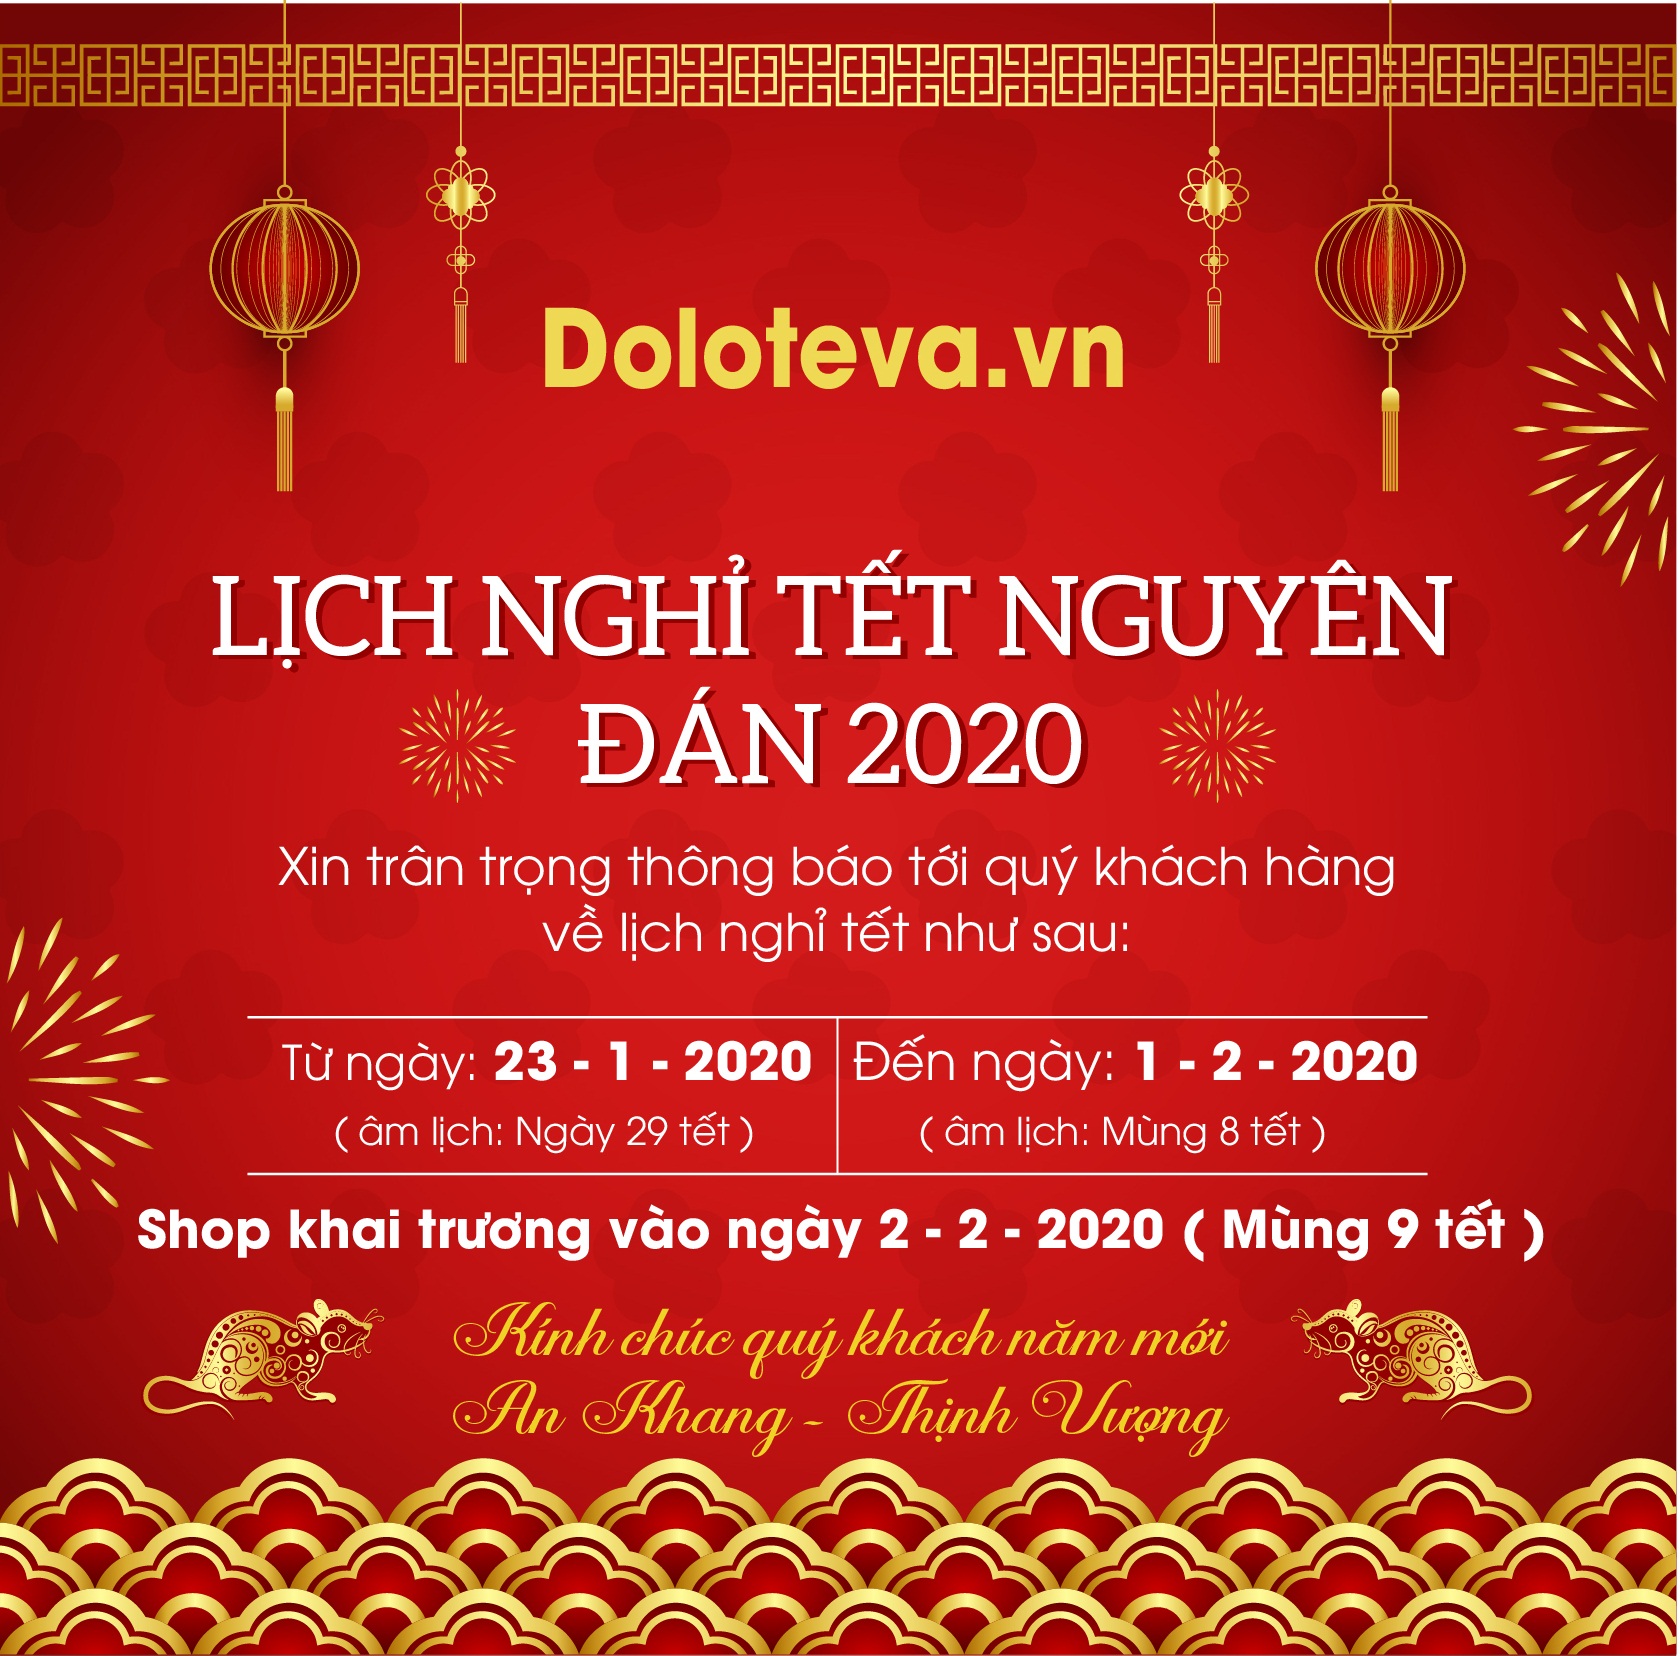 Doloteva.vn
LỊCH NGHỈ TẾT NGUYÊN
ĐÁN 2020
Xin trân trọng thông báo tới quý khách hàng
về lịch nghỉ tết như sau:
Từ ngày: 23 - 1 - 2020
( âm lịch: Ngày 29 tết )
Đến ngày: 1 - 2 - 2020
( âm lịch: Mùng 8 tết )
Shop khai trương vào ngày 2 - 2 - 2020 ( Mùng 9 tết )
Kính chúc quý khách năm mới
An Khang - Thịnh Vượng